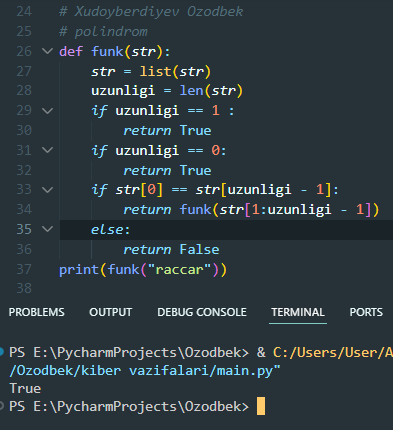 24 # Xudoyberdiyev Ozodbek
25 # polindrom
26 def funk(str):
27 str = list(str)
28 uzunligi = len(str)
29 if uzunligi == 1 :
30 return True
31 if uzunligi == 0:
32 return True
33 if str[0] == str[uzunligi - 1]:
34 return funk(str[1:uzunligi - 1])
35 else:
36 return False
37 print(funk("raccar"))
38
PROBLEMS OUTPUT DEBUG CONSOLE TERMINAL PORTS
PS E:\PycharmProjects\Ozodbek> & C:/Users/User/A
/Ozodbek/kiber vazifalari/main.py"
True
PS E:\PycharmProjects\Ozodbek>